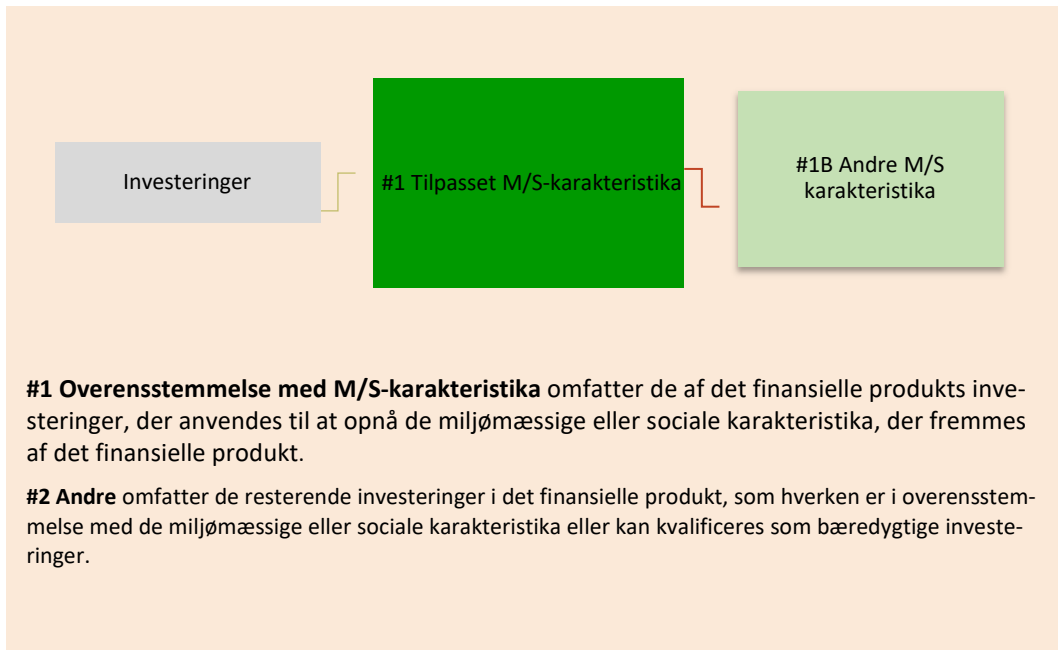 Investeringer
#1 Tilpasset M/S-karakteristika
#1B Andre M/S
karakteristika
#1 Overensstemmelse med M/S-karakteristika omfatter de af det finansielle produkts inve-
steringer, der anvendes til at opnå de miljømæssige eller sociale karakteristika, der fremmes
af det finansielle produkt.
#2 Andre omfatter de resterende investeringer i det finansielle produkt, som hverken er i overensstem-
melse med de miljømæssige eller sociale karakteristika eller kan kvalificeres som bæredygtige investe-
ringer.